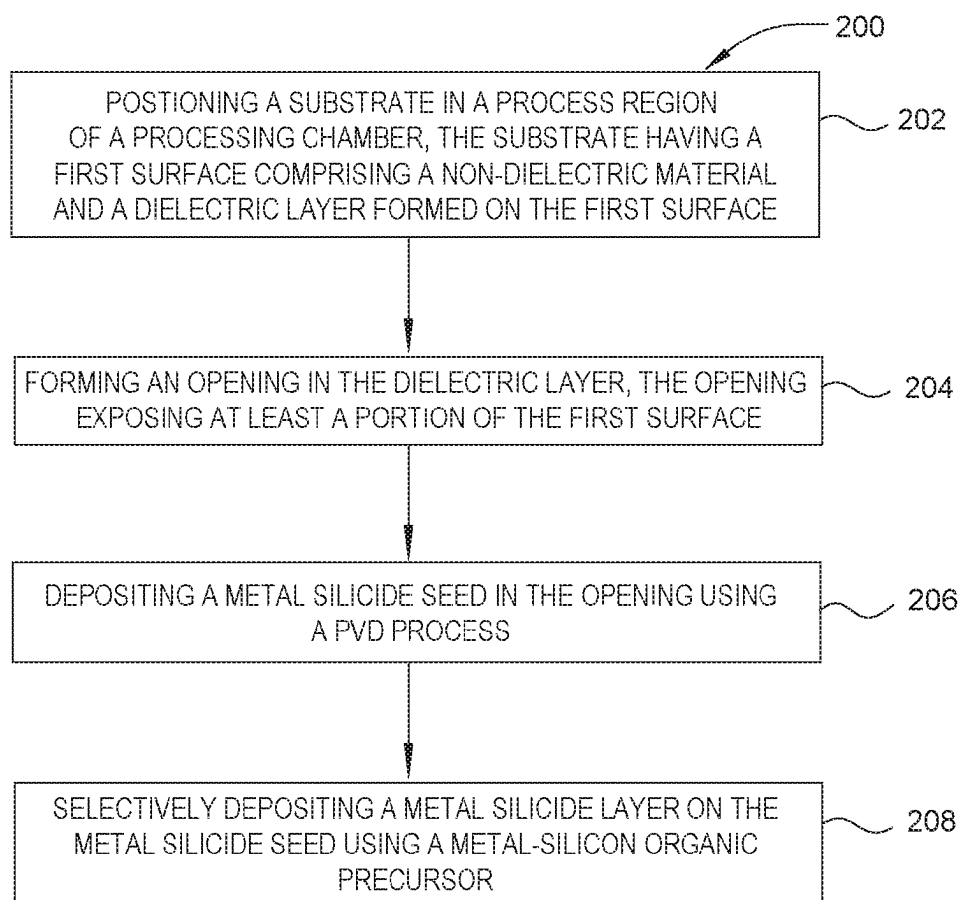 200
POSTIONING A SUBSTRATE IN A PROCESS REGION
OF A PROCESSING CHAMBER, THE SUBSTRATE HAVING A
FIRST SURFACE COMPRISING A NON-DIELECTRIC MATERIAL
AND A DIELECTRIC LAYER FORMED ON THE FIRST SURFACE
202
FORMING AN OPENING IN THE DIELECTRIC LAYER, THE OPENING
EXPOSING AT LEAST A PORTION OF THE FIRST SURFACE
204
DEPOSITING A METAL SILICIDE SEED IN THE OPENING USING
A PVD PROCESS
206
SELECTIVELY DEPOSITING A METAL SILICIDE LAYER ON THE
METAL SILICIDE SEED USING A METAL-SILICON ORGANIC
PRECURSOR
208